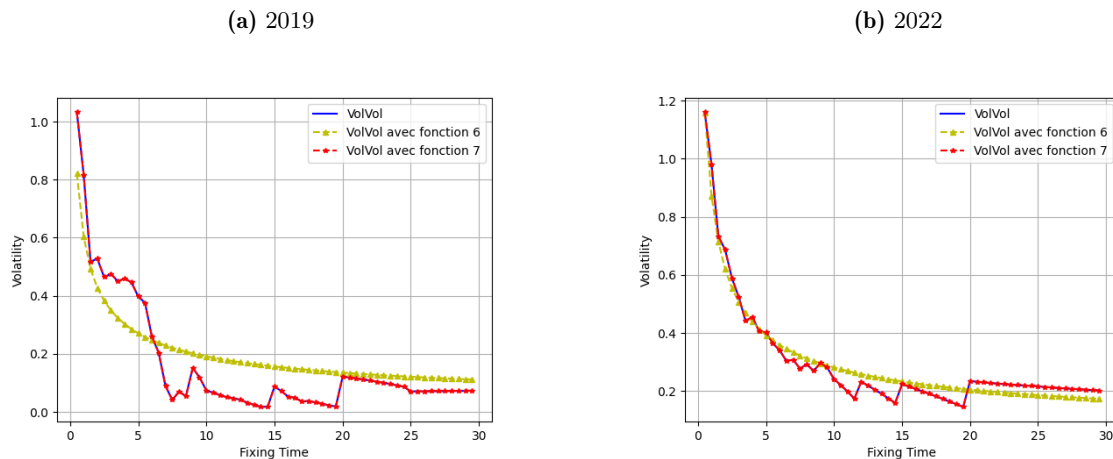 (a) 2019
(b) 2022
1.0
0.8
0.6
0.4
0.2
0.0
Volatility
VolVol
VolVol avec fonction 6
VolVol avec fonction 7
0 5 10 15 20 25 30
Fixing Time
1.2
1.0
0.8
0.6
0.4
0.2
Volatility
VolVol
VolVol avec fonction 6
VolVol avec fonction 7
0 5 10 15 20 25 30
Fixing Time